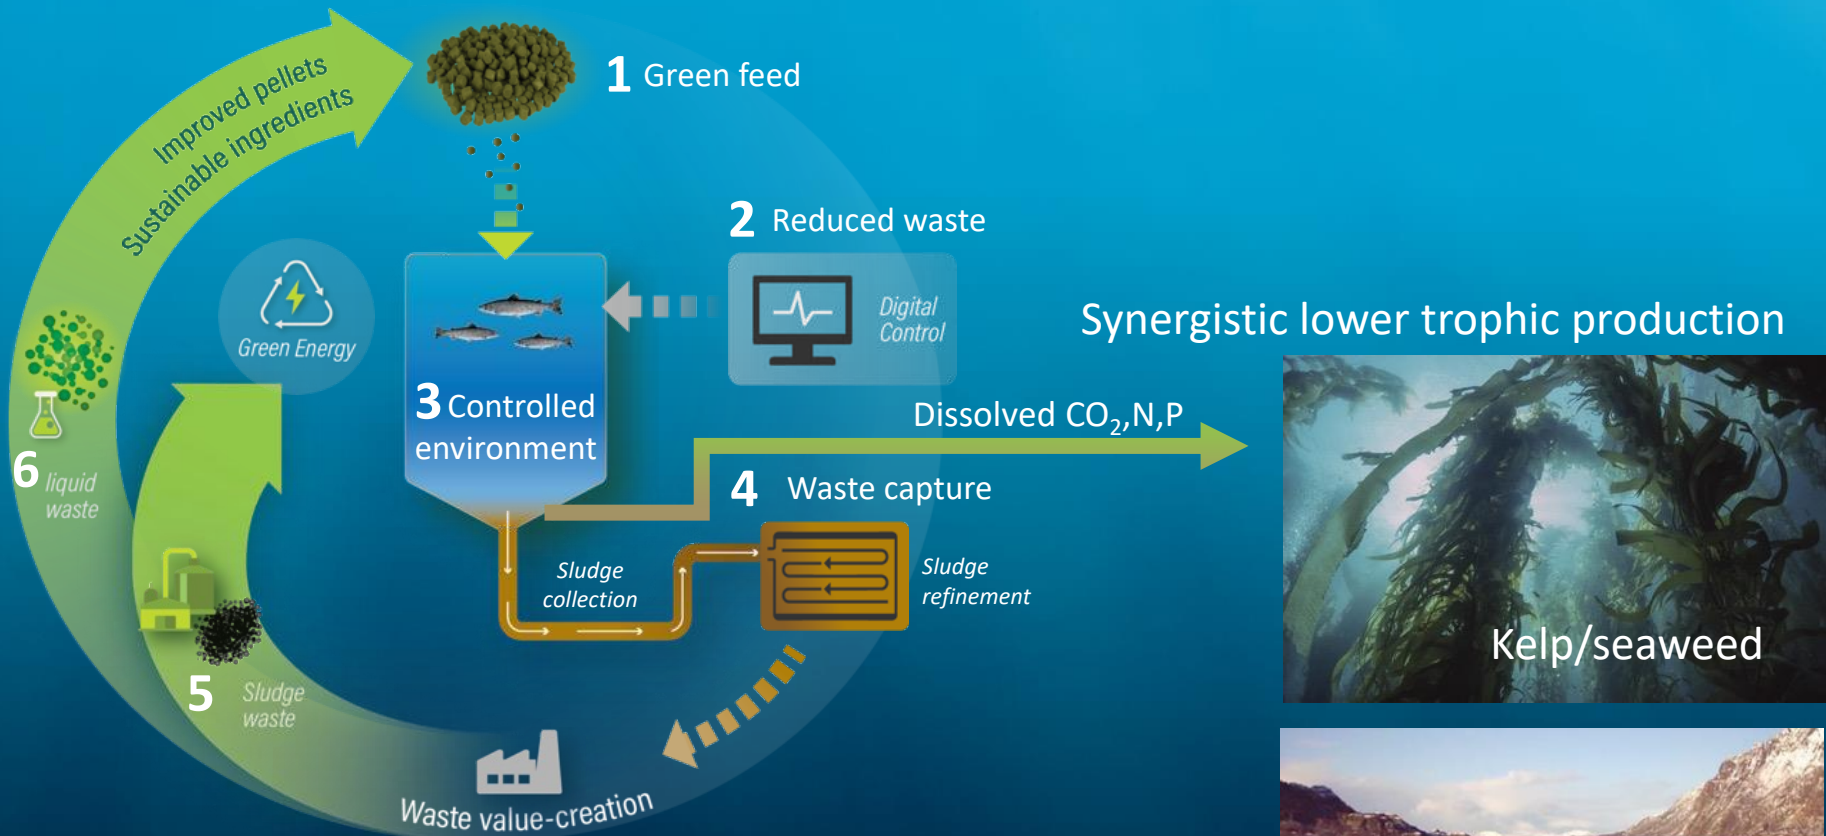 Improved pellets
Sustainable ingredients
1 Green feed
2 Reduced waste
Digital
Control
Green Energy
3 Controlled
environment
Synergistic lower trophic production
Dissolved CO₂,N,P
4 Waste capture
Sludge
collection
Sludge
refinement
6 liquid
waste
5 Sludge
waste
Waste value-creation
Kelp/seaweed